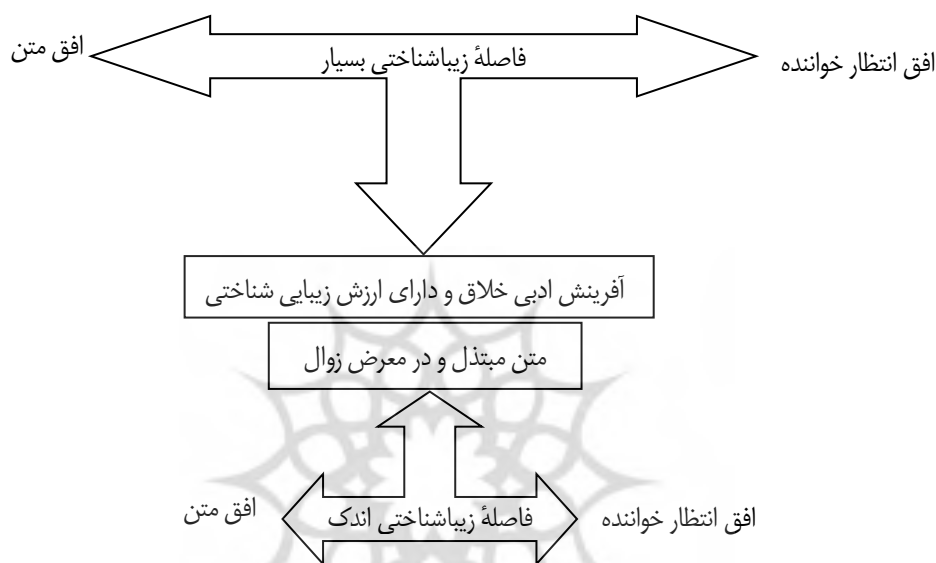 افق متن
فاصلهٔ زیباشناختی بسیار
افق انتظار خواننده
آفرینش ادبی خلاق و دارای ارزش زیبایی شناختی
متن مبتذل و در معرض زوال
افق انتظار خواننده
فاصلهٔ زیباشناختی اندک
افق متن